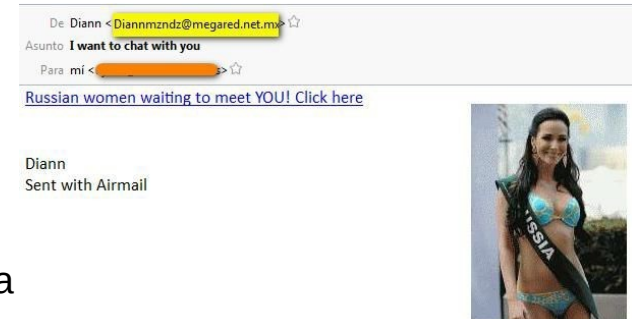 De Diann <Diannmzndz@megared.net.mx>
Asunto I want to chat with you
Para mí <
Russian women waiting to meet YOU! Click here
Diann
Sent with Airmail
RUSSIA
a